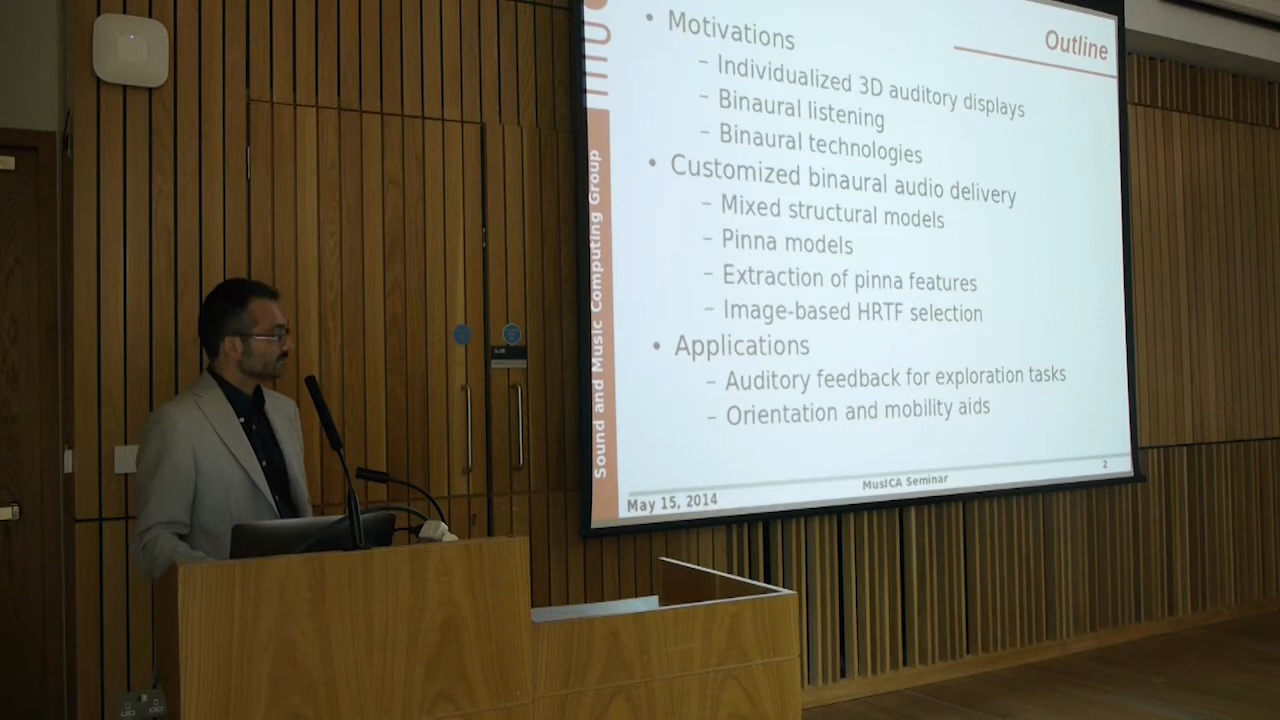 Outline
• Motivations
– Individualized 3D auditory displays
– Binaural listening
– Binaural technologies
• Customized binaural audio delivery
– Mixed structural models
– Pinna models
– Extraction of pinna features
– Image-based HRTF selection
• Applications
– Auditory feedback for exploration tasks
– Orientation and mobility aids
Sound and Music Computing Group
May 15, 2014
MusICA Seminar
2